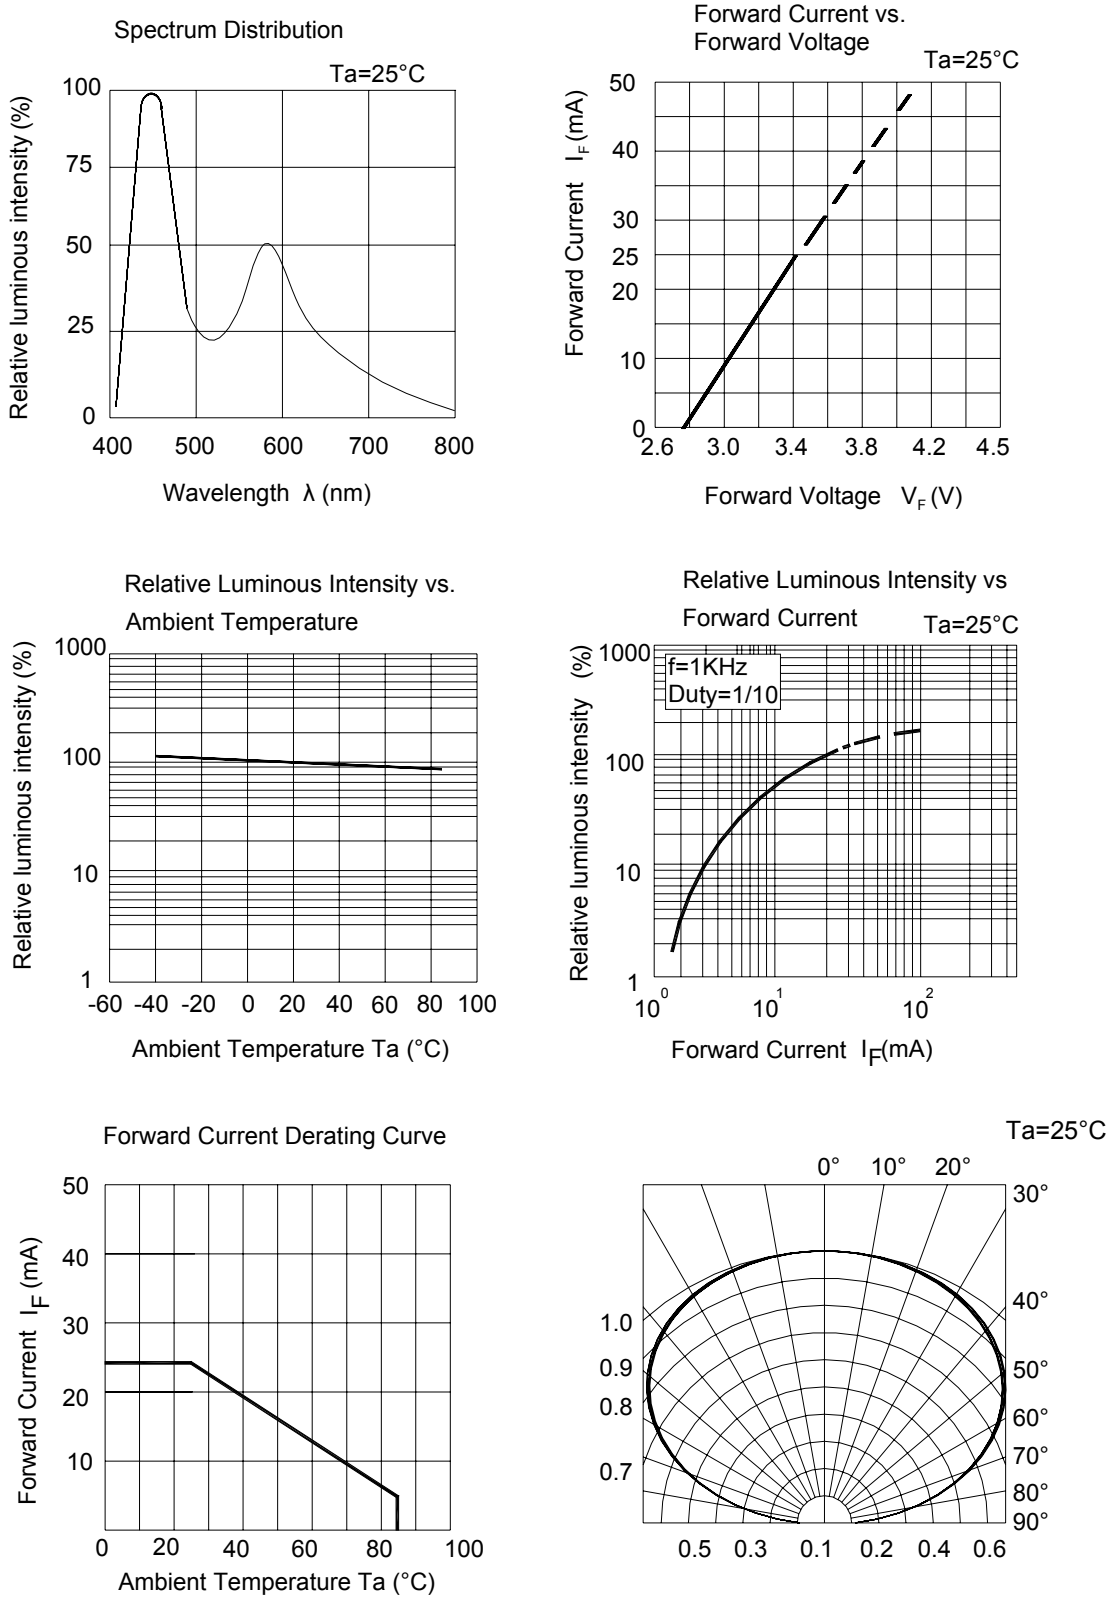 Spectrum Distribution
Ta=25°C
Relative luminous intensity (%)
100
75
50
25
0
400 500 600 700 800
Wavelength λ (nm)
Forward Current vs.
Forward Voltage
Ta=25°C
Forward Current I_F (mA)
50
40
30
25
20
10
0
2.6 3.0 3.4 3.8 4.2 4.5
Forward Voltage V_F (V)
Relative Luminous Intensity vs.
Ambient Temperature
Relative luminous intensity (%)
1000
100
10
1
-60 -40 -20 0 20 40 60 80 100
Ambient Temperature Ta (°C)
Relative Luminous Intensity vs
Forward Current
Ta=25°C
f=1KHz
Duty=1/10
Relative luminous intensity (%)
1000
100
10
1
10^0 10^1 10^2
Forward Current I_F(mA)
Forward Current Derating Curve
Forward Current I_F (mA)
50
40
30
20
10
0 20 40 60 80 100
Ambient Temperature Ta (°C)
Ta=25°C
0° 10° 20°
30°
40°
50°
60°
70°
80°
90°
1.0
0.9
0.8
0.7
0.5 0.3 0.1 0.2 0.4 0.6